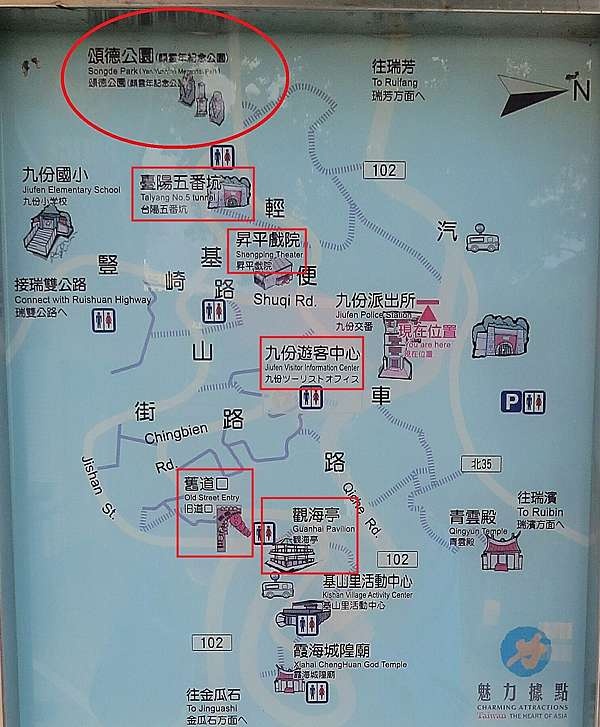 頌德公園(顏雲年記念公園)
Songde Park (Yan Yunnian Memorial Park)
頌德公園(顏雲年記念公
往瑞芳
To Ruifang
瑞芳方面へ
N
102
九份國小
Jiufen Elementary School
九份小学校
臺陽五番坑
Taiyang No.5 tunnel
台陽五番坑
輕
汽
昇平戲院
Shengping Theater
昇平戲院
接瑞雙公路
Connect with Ruishuan Highway
瑞雙公路へ
豎
崎
基
路
便
Shuqi Rd.
九份派出所
Jiufen Police Station
九份交番
現在位置
You are here
現在位置
山
九份遊客中心
Jiufen Visitor Information Center
九份ツーリストオフィス
車
P
街
路
Chingbien
Rd.
路
Jishan St.
Qiche Rd.
北35
舊道口
Old Street Entry
旧道口
觀海亭
Guanhai Pavilion
觀海亭
往瑞濱
To Ruibin
瑞濱方面へ
青雲殿
Qingyun Temple
青雲殿
102
基山里活動中心
Kishan Village Activity Center
基山里活動中心
102
霞海城隍廟
Xiahai ChengHuan God Temple
霞海城隍廟
往金瓜石
To Jinguashi
金瓜石方面へ
魅力據點
CHARMING ATTRACTIONS
Taiwan THE HEART OF ASIA